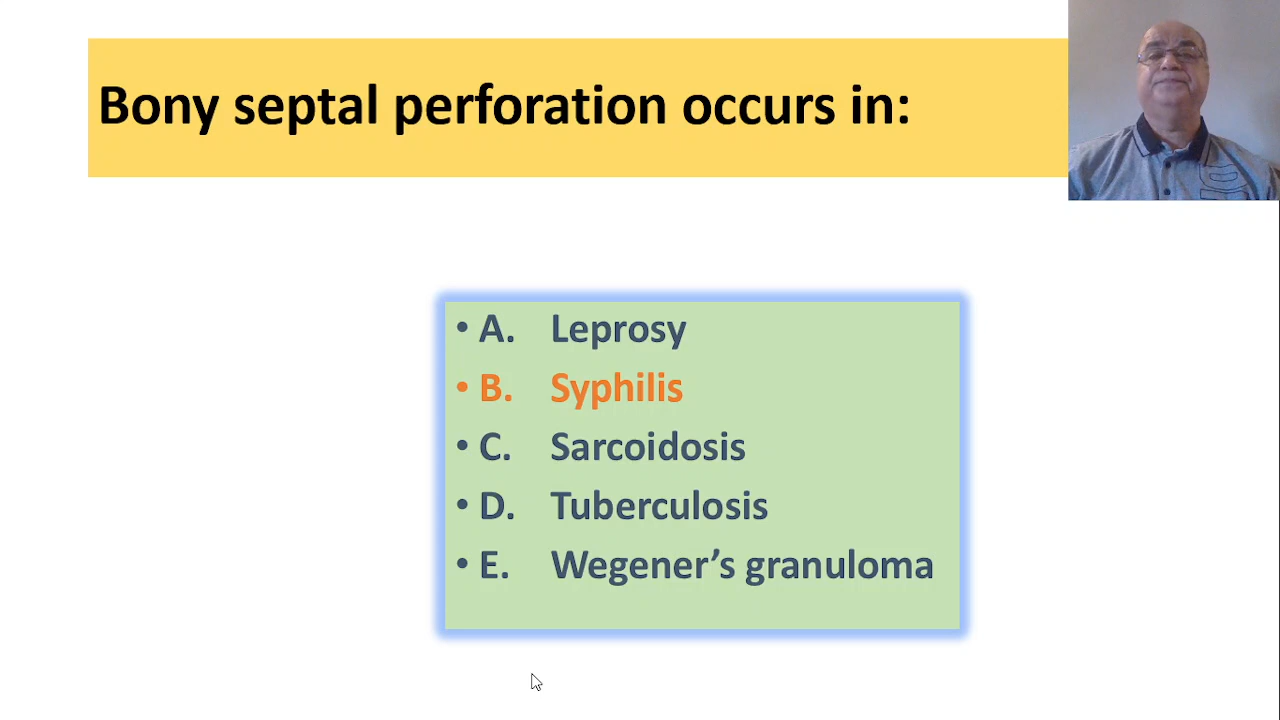 Bony septal perforation occurs in:
• A. Leprosy
• B. Syphilis
• C. Sarcoidosis
• D. Tuberculosis
• E. Wegener’s granuloma